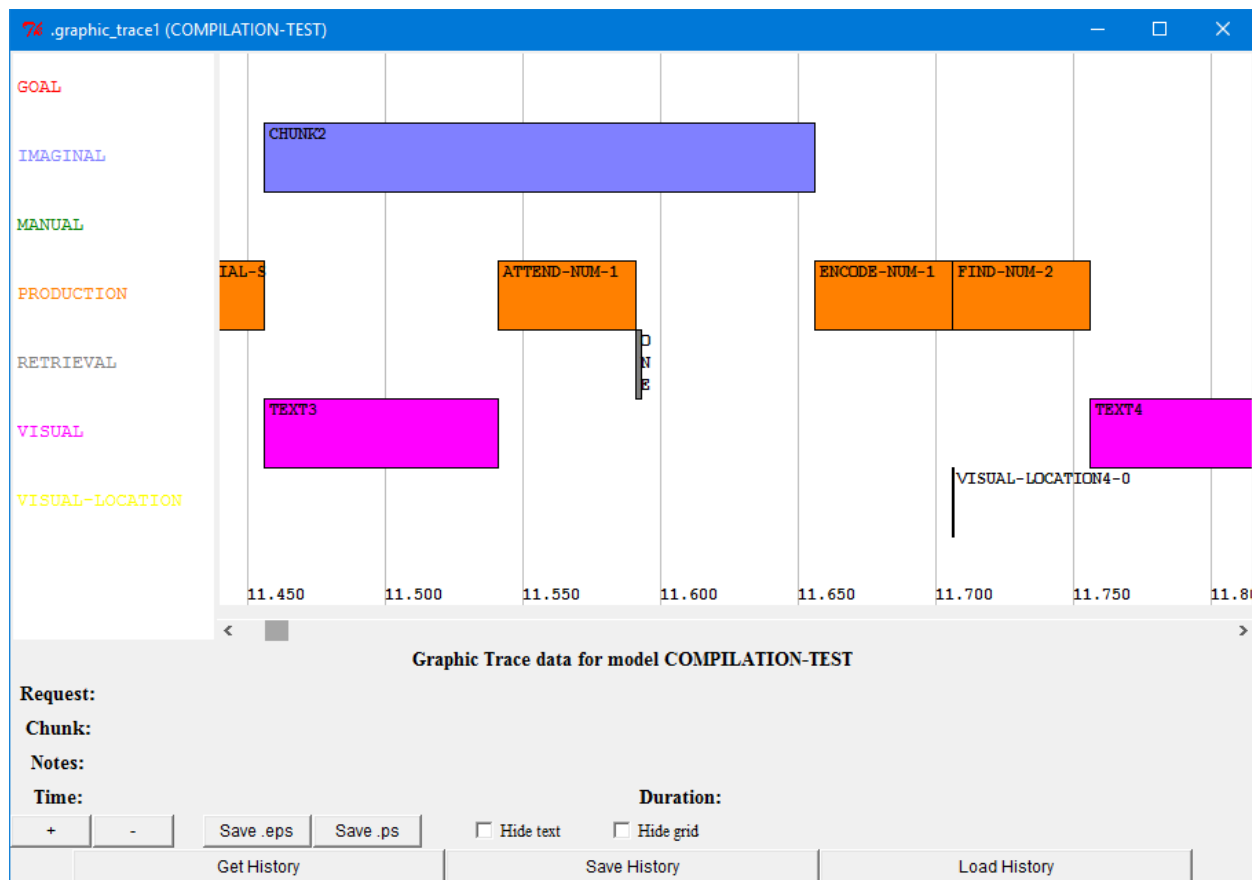 .graphic_trace1 (COMPILATION-TEST)
GOAL
CHUNK2
IMAGINAL
MANUAL
IAL-S ATTEND-NUM-1 ENCODE-NUM-1 FIND-NUM-2
PRODUCTION
RETRIEVAL
O
N
E
TEXT3 TEXT4
VISUAL
VISUAL-LOCATION4-0
VISUAL-LOCATION
11.450 11.500 11.550 11.600 11.650 11.700 11.750 11.80
Graphic Trace data for model COMPILATION-TEST
Request:
Chunk:
Notes:
Time: Duration:
+ - Save .eps Save .ps Hide text Hide grid
Get History Save History Load History